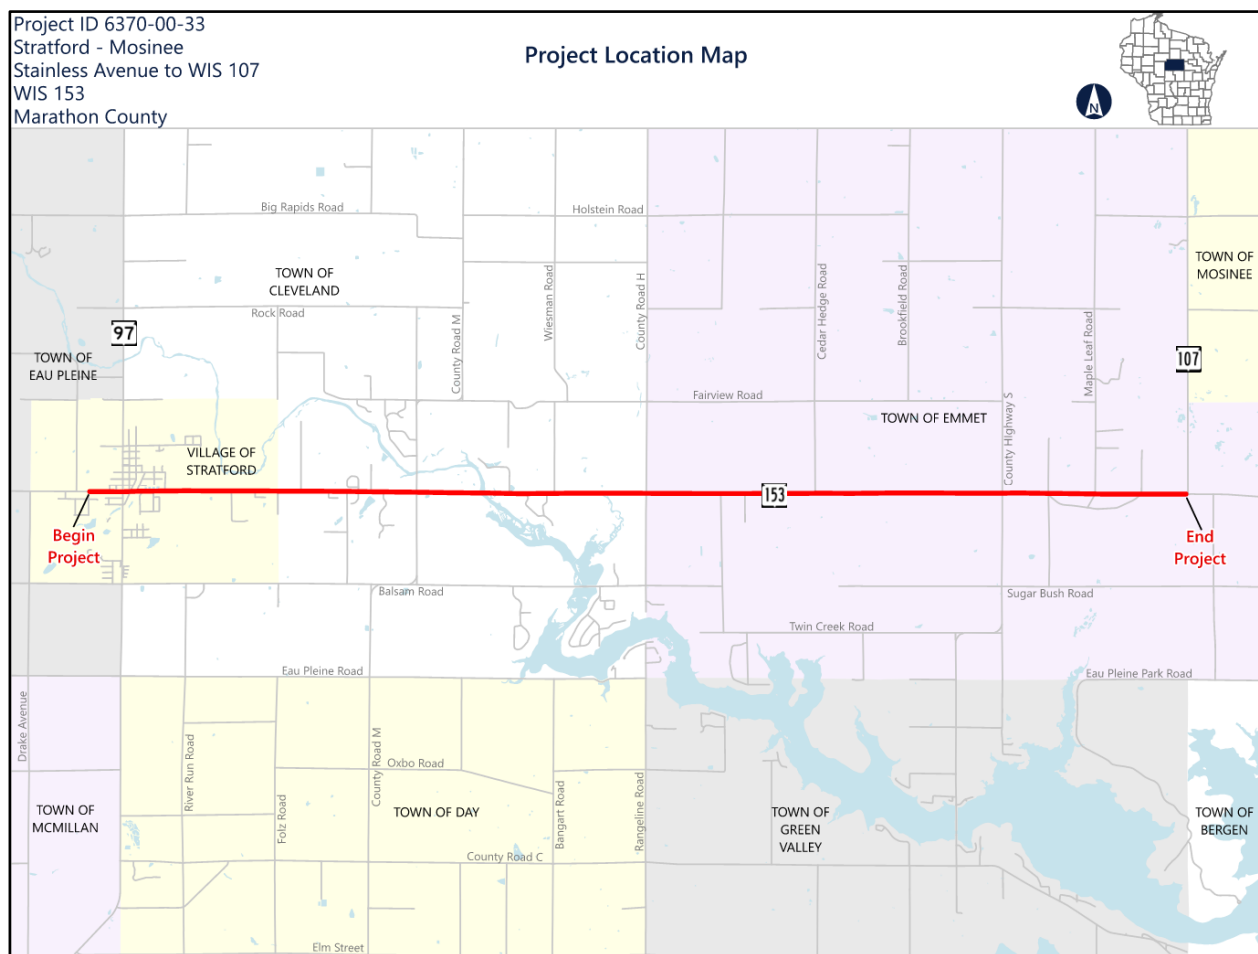 Project ID 6370-00-33
Stratford - Mosinee
Stainless Avenue to WIS 107
WIS 153
Marathon County
Project Location Map
N
Big Rapids Road
Holstein Road
TOWN OF
CLEVELAND
TOWN OF
MOSINEE
Rock Road
97
County Road M
Wiesman Road
County Road H
Cedar Hedge Road
Brookfield Road
Maple Leaf Road
107
TOWN OF
EAU PLEINE
Fairview Road
TOWN OF EMMET
County Highway S
VILLAGE OF
STRATFORD
153
Begin
Project
End
Project
Balsam Road
Sugar Bush Road
Twin Creek Road
Eau Pleine Road
Eau Pleine Park Road
Drake Avenue
River Run Road
Folz Road
County Road M
Oxbo Road
Bangart Road
Rangeline Road
TOWN OF
MCMILLAN
TOWN OF DAY
TOWN OF
GREEN
VALLEY
TOWN OF
BERGEN
County Road C
Elm Street